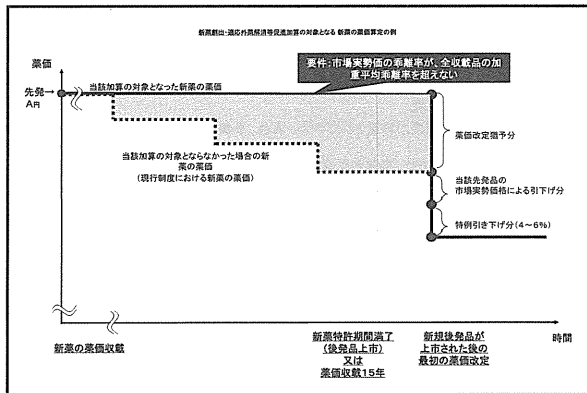 新薬創出・適応外薬解消等促進加算の対象となる 新薬の薬価算定の例
薬価
先発→
A円
当該加算の対象となった新薬の薬価
要件:市場実勢価の乖離率が、全収載品の加
重平均乖離率を超えない
当該加算の対象とならなかった場合の新
薬の薬価
(現行制度における新薬の薬価)
薬価改定猶予分
当該先発品の
市場実勢価格による引下げ分
特例引き下げ分(4~6%)
時間
新薬の薬価収載
新薬特許期間満了
(後発品上市)
又は
薬価収載15年
新規後発品が
上市された後の
最初の薬価改定